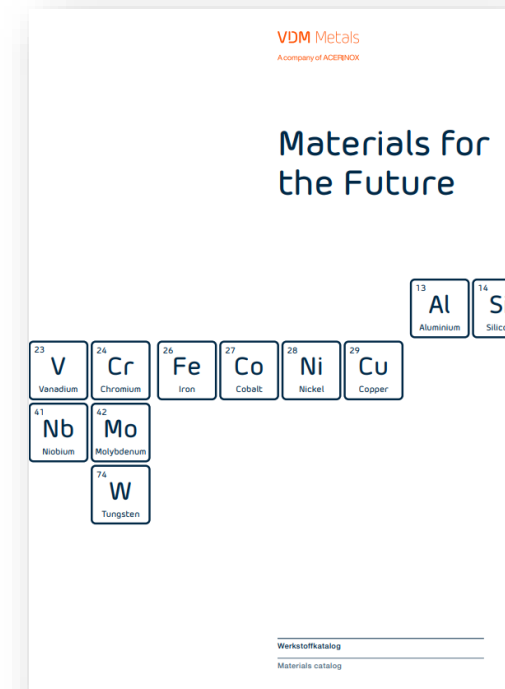 VDM Metals
A company of ACERINOX
Materials for
the Future
13 14
Al Si
Aluminium
23 24 26 27 28 29
V Cr Fe Co Ni Cu
Vanadium Chromium Iron Cobalt Nickel Copper
41 42
Nb Mo
Niobium Molybdenum
74
W
Tungsten
Werkstoffkatalog
Materials catalog